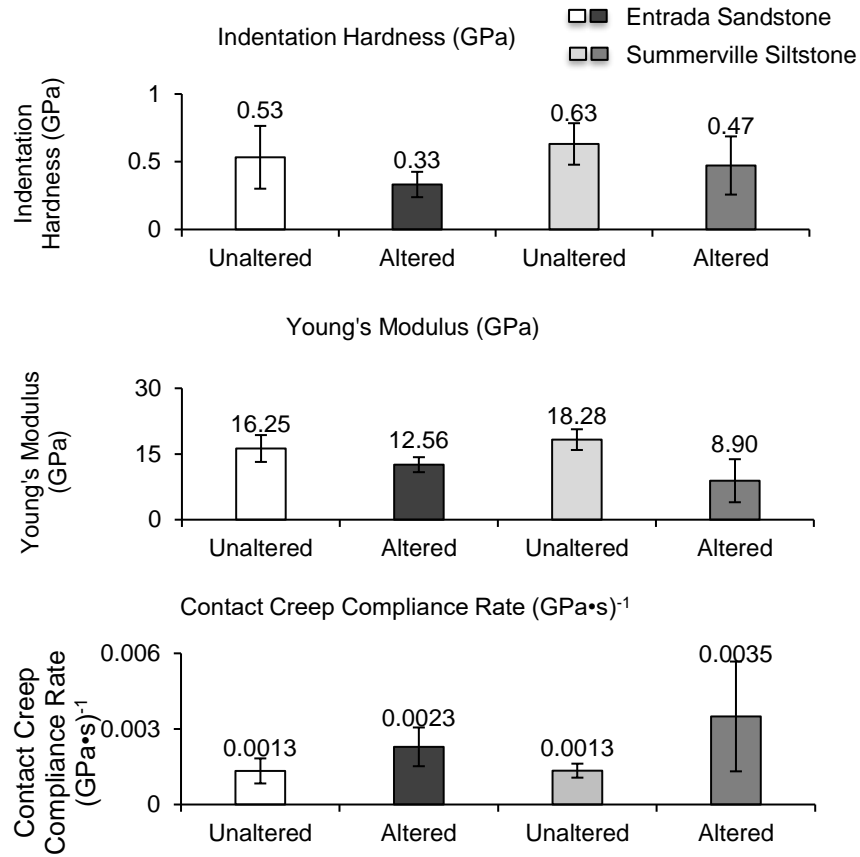 Entrada Sandstone
Summerville Siltstone
Indentation Hardness (GPa)
Indentation
Hardness (GPa)
1
0.5
0
0.53
0.33
0.63
0.47
Unaltered
Altered
Unaltered
Altered
Young's Modulus (GPa)
Young's Modulus
(GPa)
30
15
0
16.25
12.56
18.28
8.90
Unaltered
Altered
Unaltered
Altered
Contact Creep Compliance Rate (GPa•s)⁻¹
Contact Creep
Compliance Rate
(GPa•s)⁻¹
0.006
0.003
0
0.0013
0.0023
0.0013
0.0035
Unaltered
Altered
Unaltered
Altered